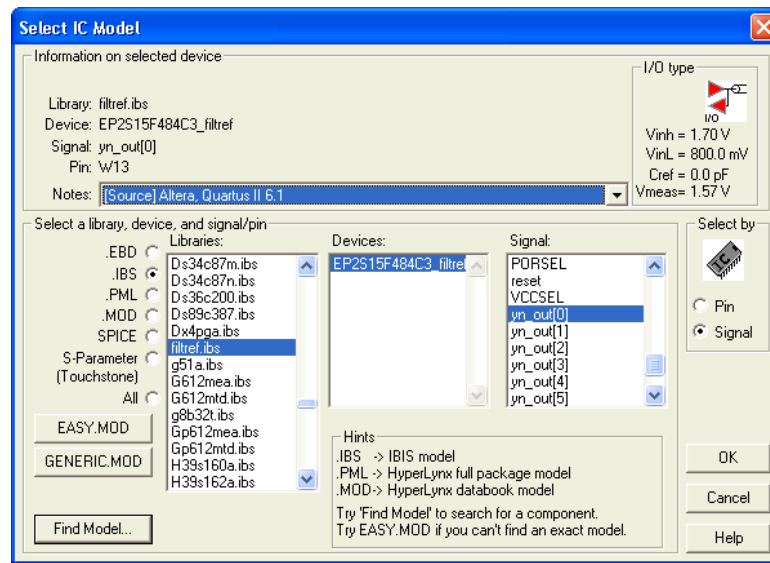 Select IC Model
Information on selected device
Library: filtref.ibs
Device: EP2S15F484C3_filtref
Signal: yn_out[0]
Pin: W13
Notes: [Source] Altera, Quartus II 6.1
I/O type
I/O
Vinh = 1.70 V
VinL = 800.0 mV
Cref = 0.0 pF
Vmeas= 1.57 V
Select a library, device, and signal/pin
.EBD
.IBS
.PML
.MOD
SPICE
S-Parameter
(Touchstone)
All
EASY.MOD
GENERIC.MOD
Find Model...
Libraries:
Ds34c87m.ibs
Ds34c87n.ibs
Ds36c200.ibs
Ds89c387.ibs
Dx4pga.ibs
filtref.ibs
g51a.ibs
G612mea.ibs
G612mtd.ibs
g8b32t.ibs
Gp612mea.ibs
Gp612mtd.ibs
H39s160a.ibs
H39s162a.ibs
Devices:
EP2S15F484C3_filtref
Signal:
PORSEL
reset
VCCSEL
yn_out[0]
yn_out[1]
yn_out[2]
yn_out[3]
yn_out[4]
yn_out[5]
Hints
.IBS -> IBIS model
.PML -> HyperLynx full package model
.MOD-> HyperLynx databook model
Try 'Find Model' to search for a component.
Try EASY.MOD if you can't find an exact model.
Select by
Pin
Signal
OK
Cancel
Help